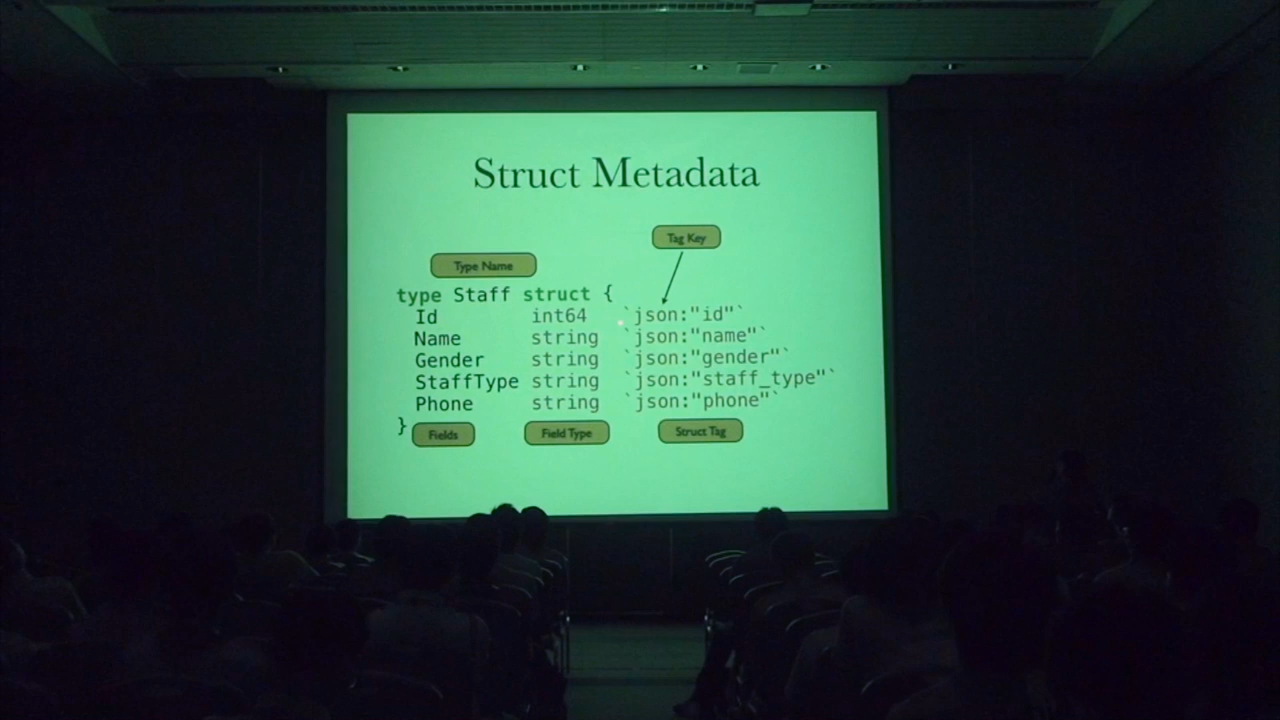 Struct Metadata
Tag Key
Type Name
type Staff struct {
Id int64 `json:"id"`
Name string `json:"name"`
Gender string `json:"gender"`
StaffType string `json:"staff_type"`
Phone string `json:"phone"`
}
Fields Field Type Struct Tag